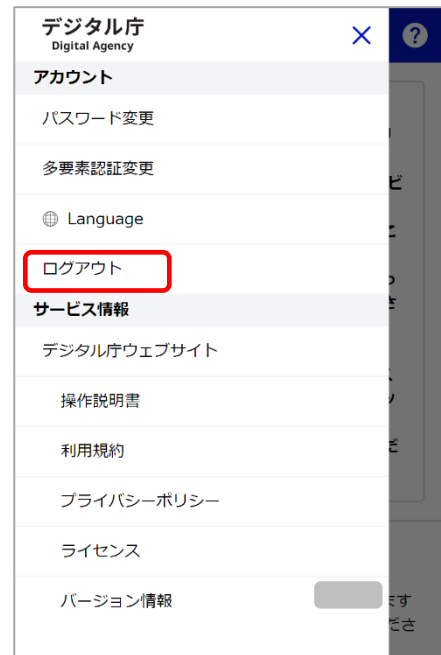 デジタル庁
Digital Agency
?
アカウント
パスワード変更
多要素認証変更
Language
ログアウト
サービス情報
デジタル庁ウェブサイト
操作説明書
利用規約
プライバシーポリシー
ライセンス
バージョン情報
ます
ださ